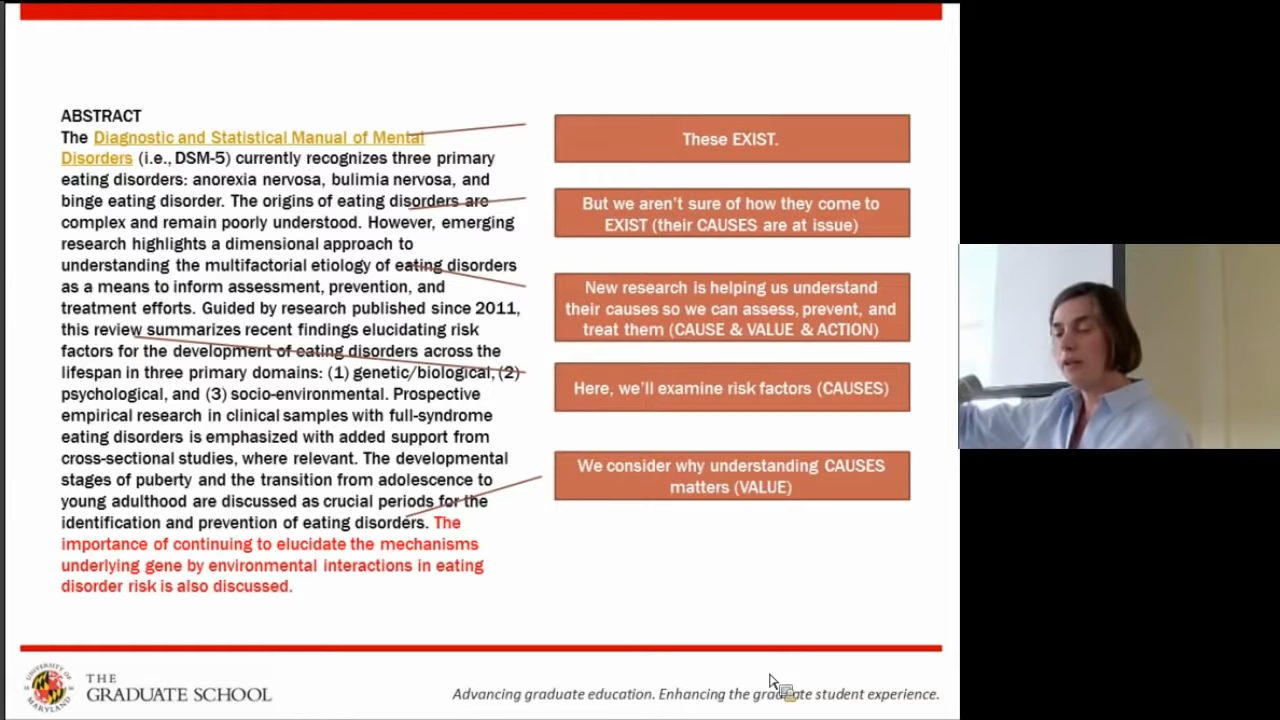 ABSTRACT
The Diagnostic and Statistical Manual of Mental
Disorders (i.e., DSM-5) currently recognizes three primary
eating disorders: anorexia nervosa, bulimia nervosa, and
binge eating disorder. The origins of eating disorders are
complex and remain poorly understood. However, emerging
research highlights a dimensional approach to
understanding the multifactorial etiology of eating disorders
as a means to inform assessment, prevention, and
treatment efforts. Guided by research published since 2011,
this review summarizes recent findings elucidating risk
factors for the development of eating disorders across the
lifespan in three primary domains: (1) genetic/biological, (2)
psychological, and (3) socio-environmental. Prospective
empirical research in clinical samples with full-syndrome
eating disorders is emphasized with added support from
cross-sectional studies, where relevant. The developmental
stages of puberty and the transition from adolescence to
young adulthood are discussed as crucial periods for the
identification and prevention of eating disorders. The
importance of continuing to elucidate the mechanisms
underlying gene by environmental interactions in eating
disorder risk is also discussed.
These EXIST.
But we aren't sure of how they come to
EXIST (their CAUSES are at issue)
New research is helping us understand
their causes so we can assess, prevent, and
treat them (CAUSE & VALUE & ACTION)
Here, we'll examine risk factors (CAUSES)
We consider why understanding CAUSES
matters (VALUE)
UNIVERSITY OF
MARYLAND
THE
GRADUATE SCHOOL
Advancing graduate education. Enhancing the graduate student experience.